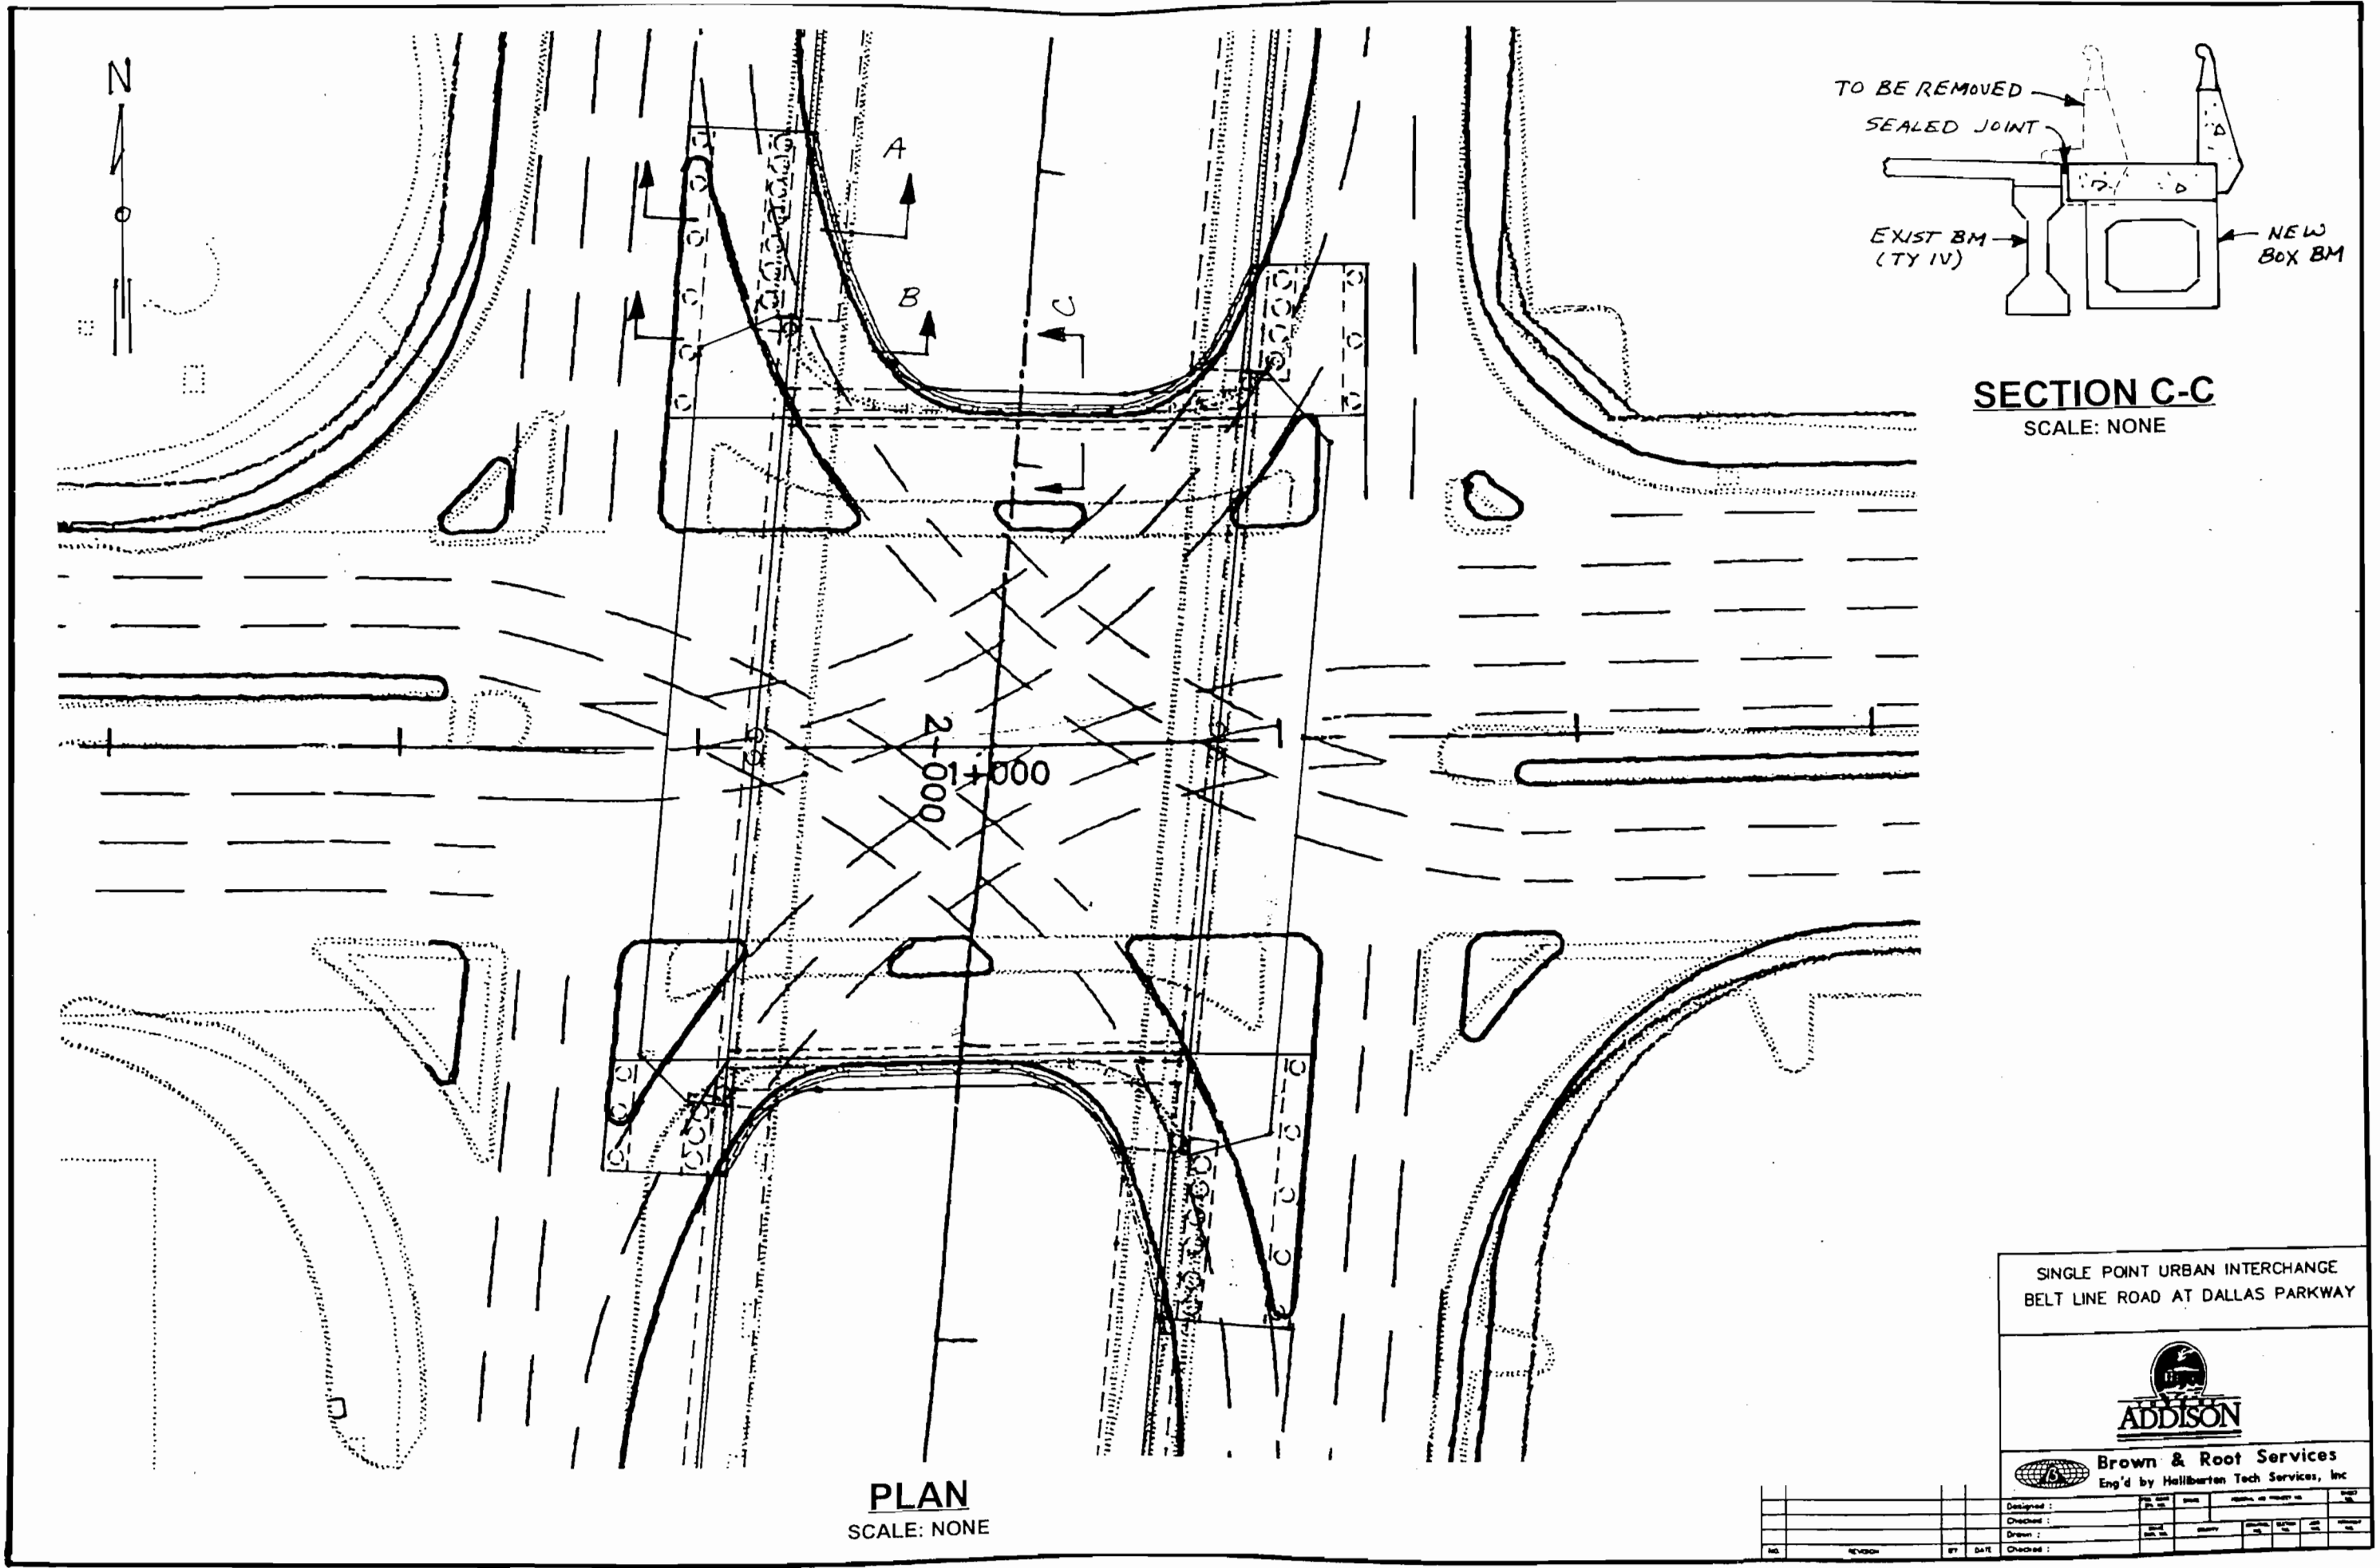 N
A
B
C
TO BE REMOVED
SEALED JOINT
EXIST BM
(TY IV)
NEW
BOX BM
SECTION C-C
SCALE: NONE
2-000
1+000
PLAN
SCALE: NONE
SINGLE POINT URBAN INTERCHANGE
BELT LINE ROAD AT DALLAS PARKWAY
ADDISON
Brown & Root Services
Eng'd by Halliburton Tech Services, Inc
Designed :
Checked :
Drawn :
Checked :
NO.
REVISION
BY
DATE